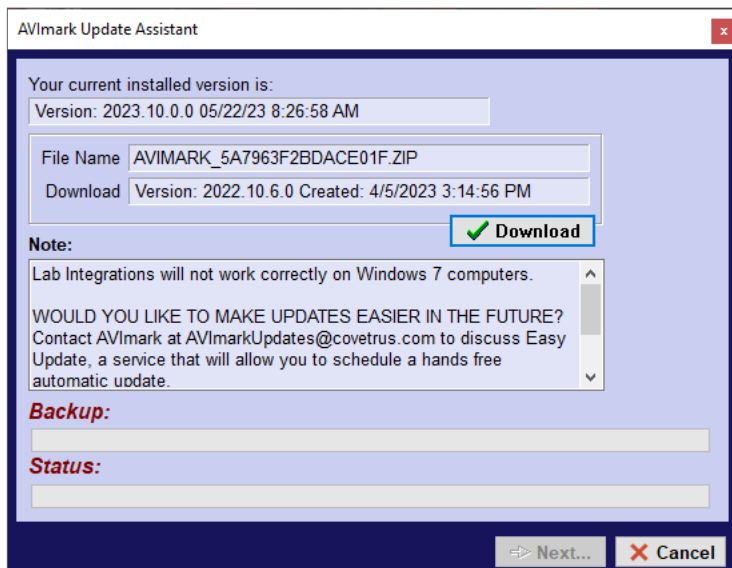 AVImark Update Assistant
x
Your current installed version is:
Version: 2023.10.0.0 05/22/23 8:26:58 AM
File Name AVIMARK_5A7963F2BDACE01F.ZIP
Download Version: 2022.10.6.0 Created: 4/5/2023 3:14:56 PM
Download
Note:
Lab Integrations will not work correctly on Windows 7 computers.
WOULD YOU LIKE TO MAKE UPDATES EASIER IN THE FUTURE?
Contact AVImark at AVImarkUpdates@covetrus.com to discuss Easy
Update, a service that will allow you to schedule a hands free
automatic update.
Backup:
Status:
Next...
Cancel